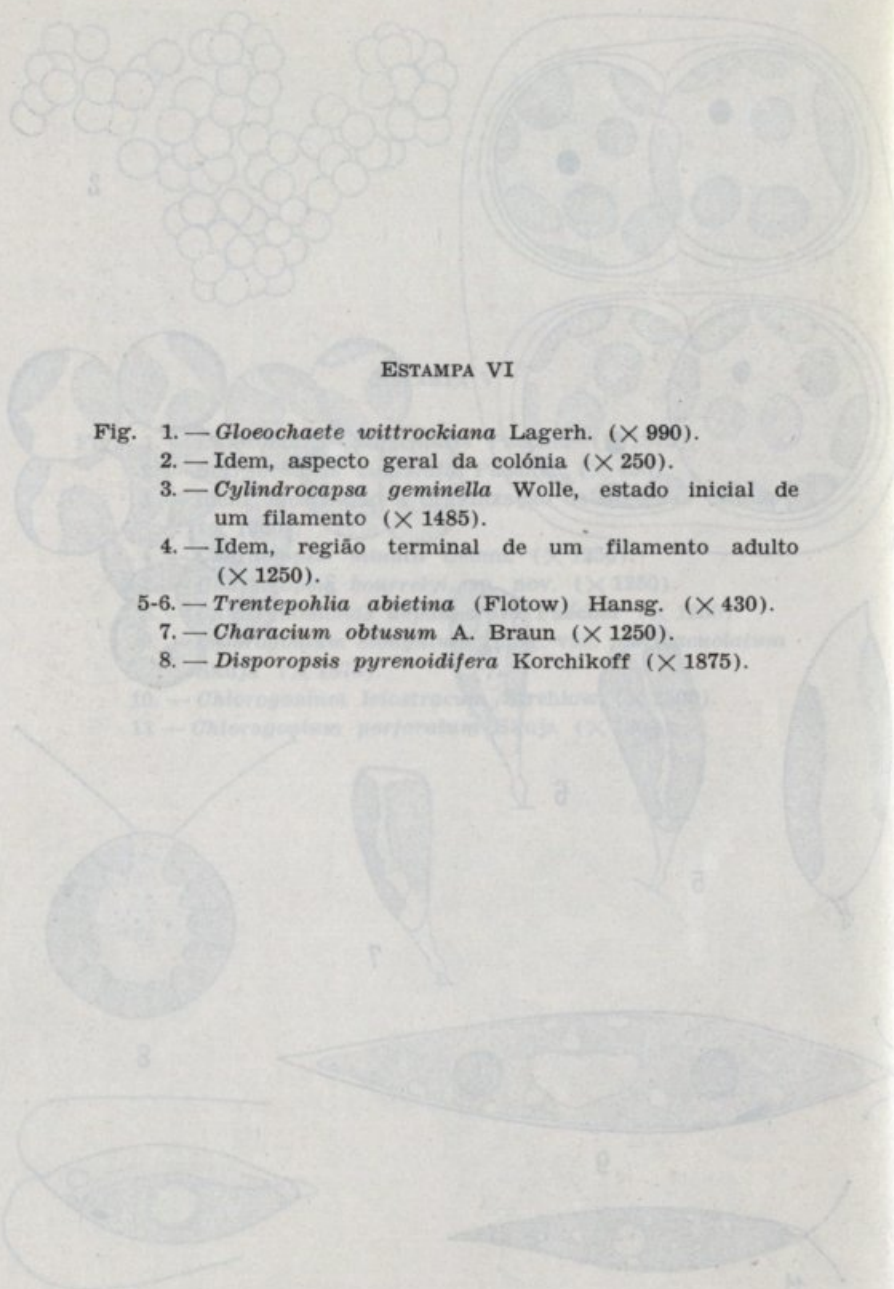 ESTAMPA VI
Fig. 1. — Gloeochaete wittrockiana Lagerh. (× 990).
2. — Idem, aspecto geral da colónia (× 250).
3. — Cylindrocapsa geminella Wolle, estado inicial de
um filamento (× 1485).
4. — Idem, região terminal de um filamento adulto
(× 1250).
5-6. — Trentepohlia abietina (Flotow) Hansg. (× 430).
7. — Characium obtusum A. Braun (× 1250).
8. — Disporopsis pyrenoidifera Korchikoff (× 1875).